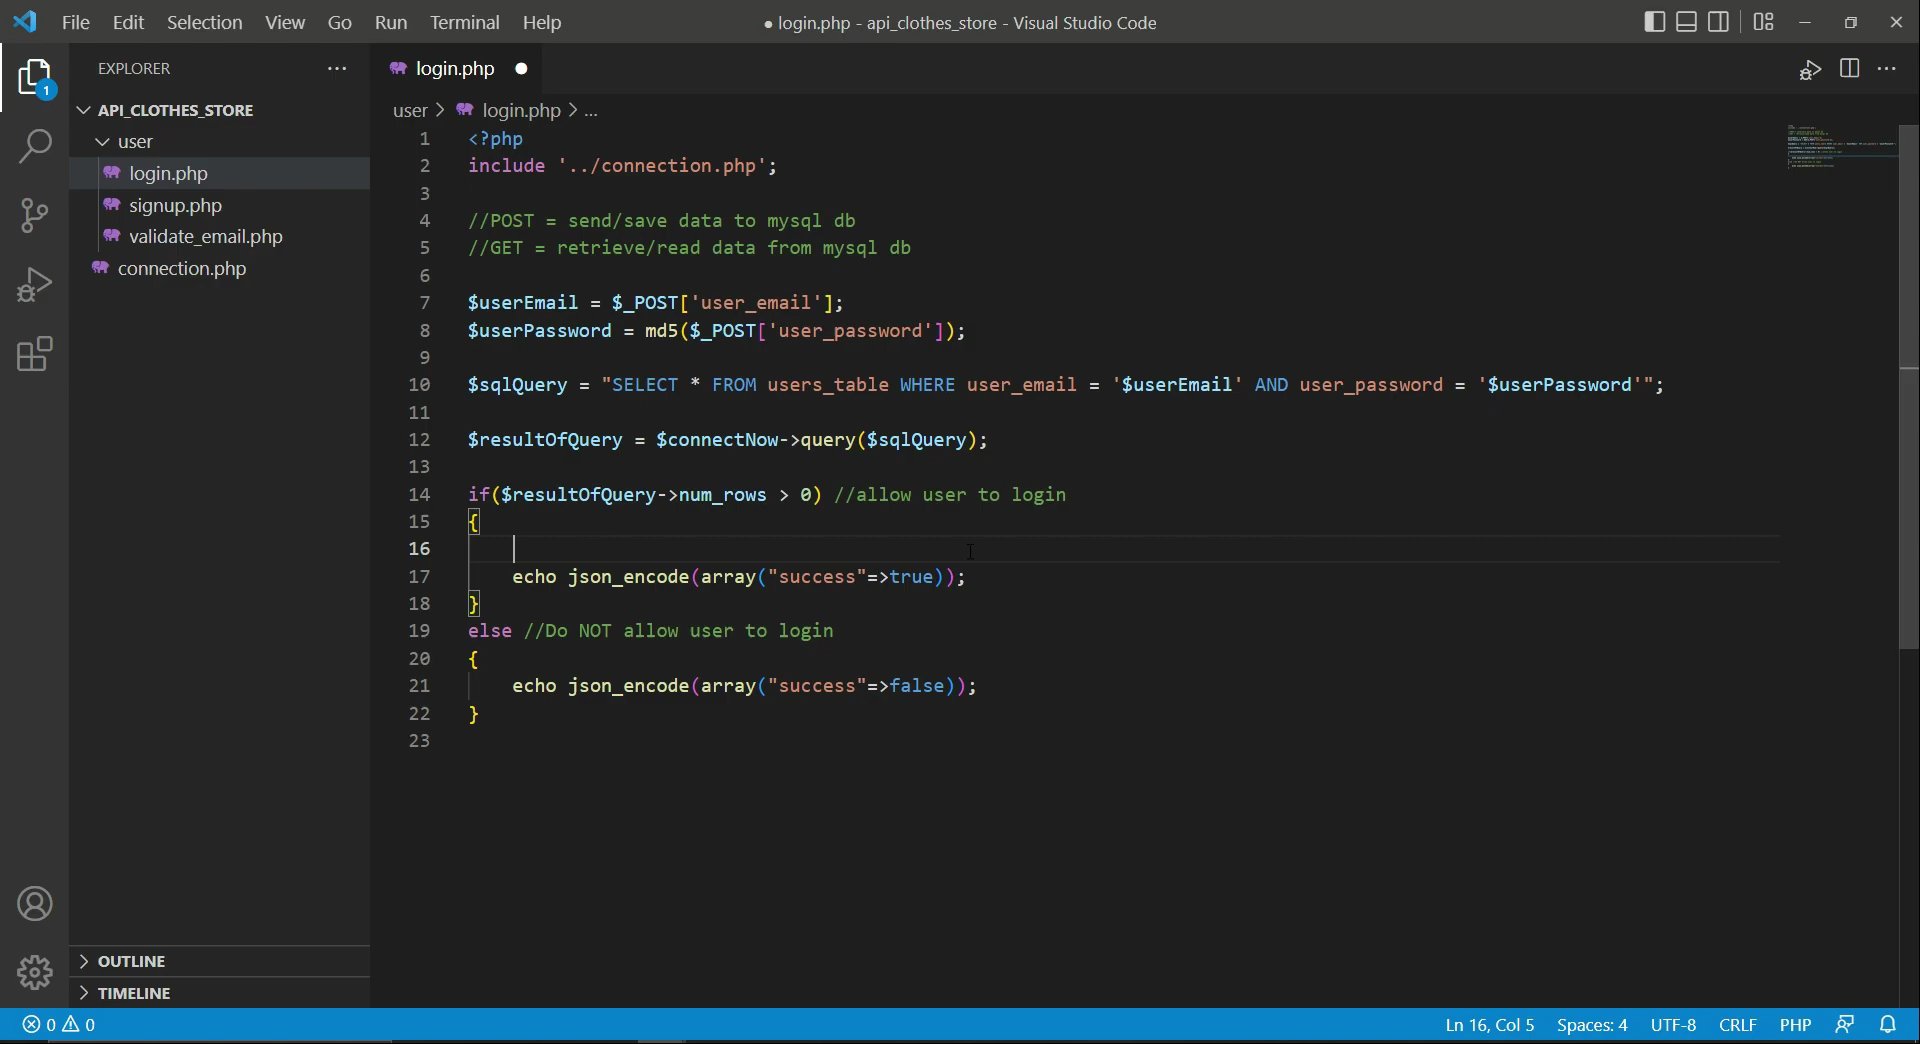 File Edit Selection View Go Run Terminal Help
● login.php - api_clothes_store - Visual Studio Code
EXPLORER
API_CLOTHES_STORE
user
login.php
signup.php
validate_email.php
connection.php
OUTLINE
TIMELINE
1
login.php ●
user > login.php > ...
1 <?php
2 include '../connection.php';
3
4 //POST = send/save data to mysql db
5 //GET = retrieve/read data from mysql db
6
7 $userEmail = $_POST['user_email'];
8 $userPassword = md5($_POST['user_password']);
9
10 $sqlQuery = "SELECT * FROM users_table WHERE user_email = '$userEmail' AND user_password = '$userPassword'";
11
12 $resultOfQuery = $connectNow->query($sqlQuery);
13
14 if($resultOfQuery->num_rows > 0) //allow user to login
15 {
16
17 echo json_encode(array("success"=>true));
18 }
19 else //Do NOT allow user to login
20 {
21 echo json_encode(array("success"=>false));
22 }
23
0 0
Ln 16, Col 5 Spaces: 4 UTF-8 CRLF PHP